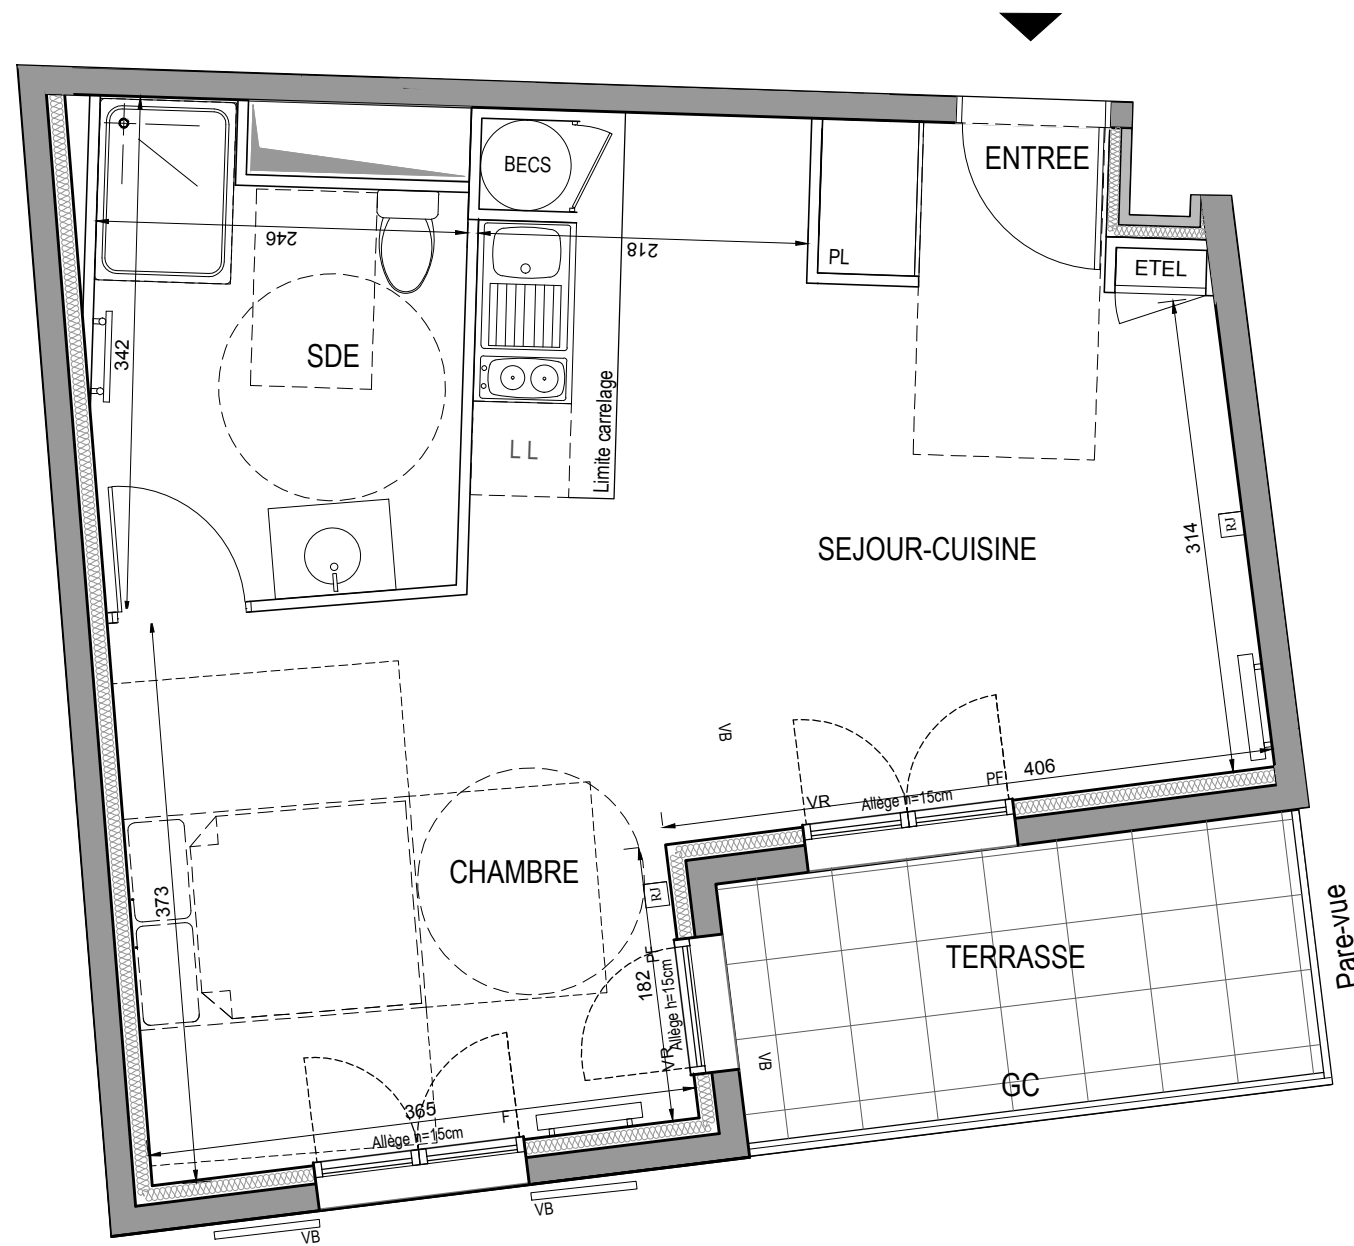 ENTREE
BECS
246
218
PL
ETEL
342
SDE
Limite carrelage
L L
SEJOUR-CUISINE
314
RJ
VB
PF
406
VR
Allège h=15cm
CHAMBRE
373
RJ
PF
182
Allège h=15cm
VR
TERRASSE
Pare-vue
VB
GC
365
F
Allège h=15cm
VB
VB